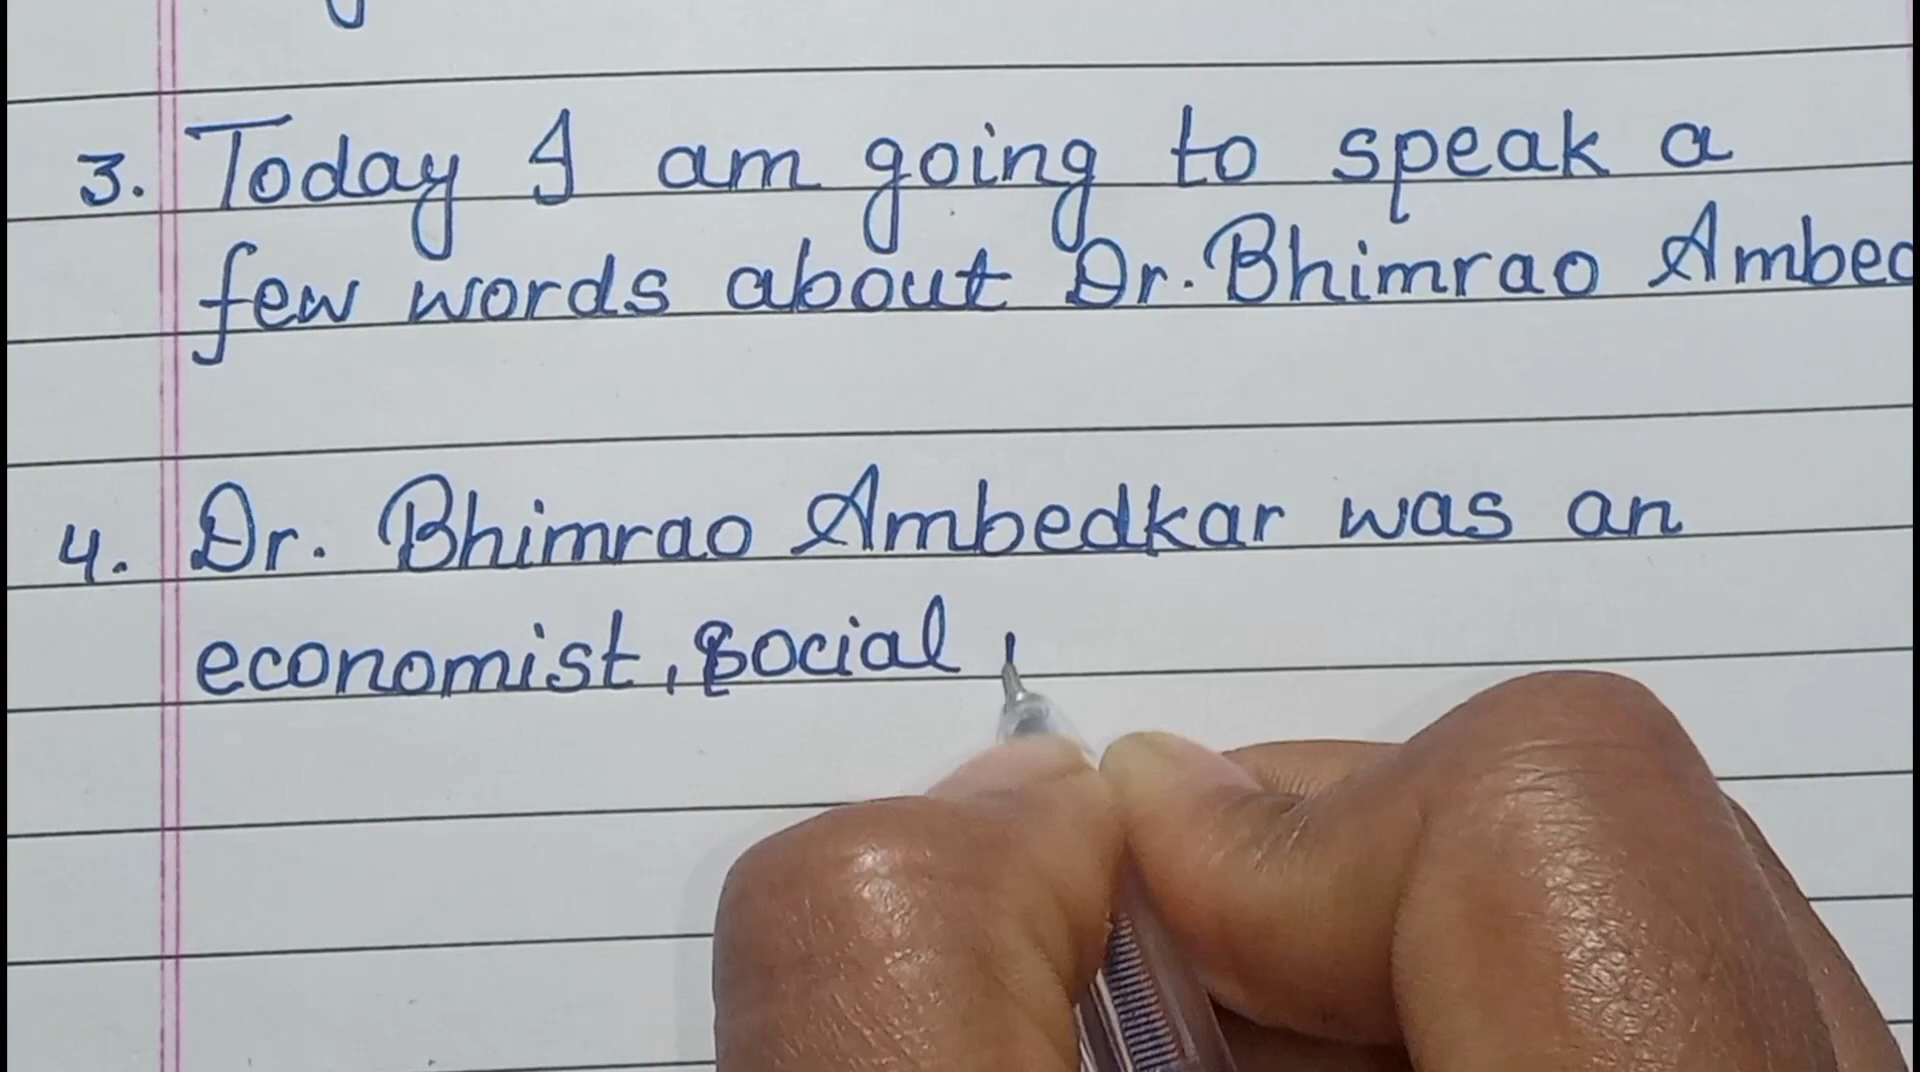 3. Today I am going to speak a
few words about Dr. Bhimrao Ambed
4. Dr. Bhimrao Ambedkar was an
economist, social